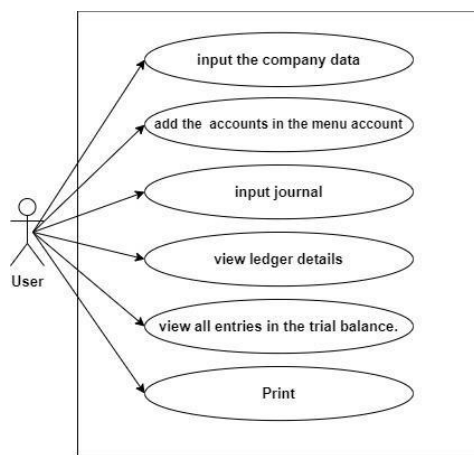 input the company data
add the accounts in the menu account
input journal
view ledger details
User
view all entries in the trial balance.
Print